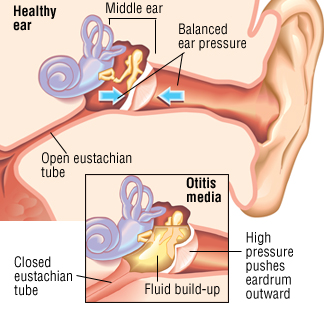 Healthy
ear
Middle ear
Balanced
ear pressure
Open eustachian
tube
Otitis
media
High
pressure
pushes
eardrum
outward
Closed
eustachian
tube
Fluid build-up